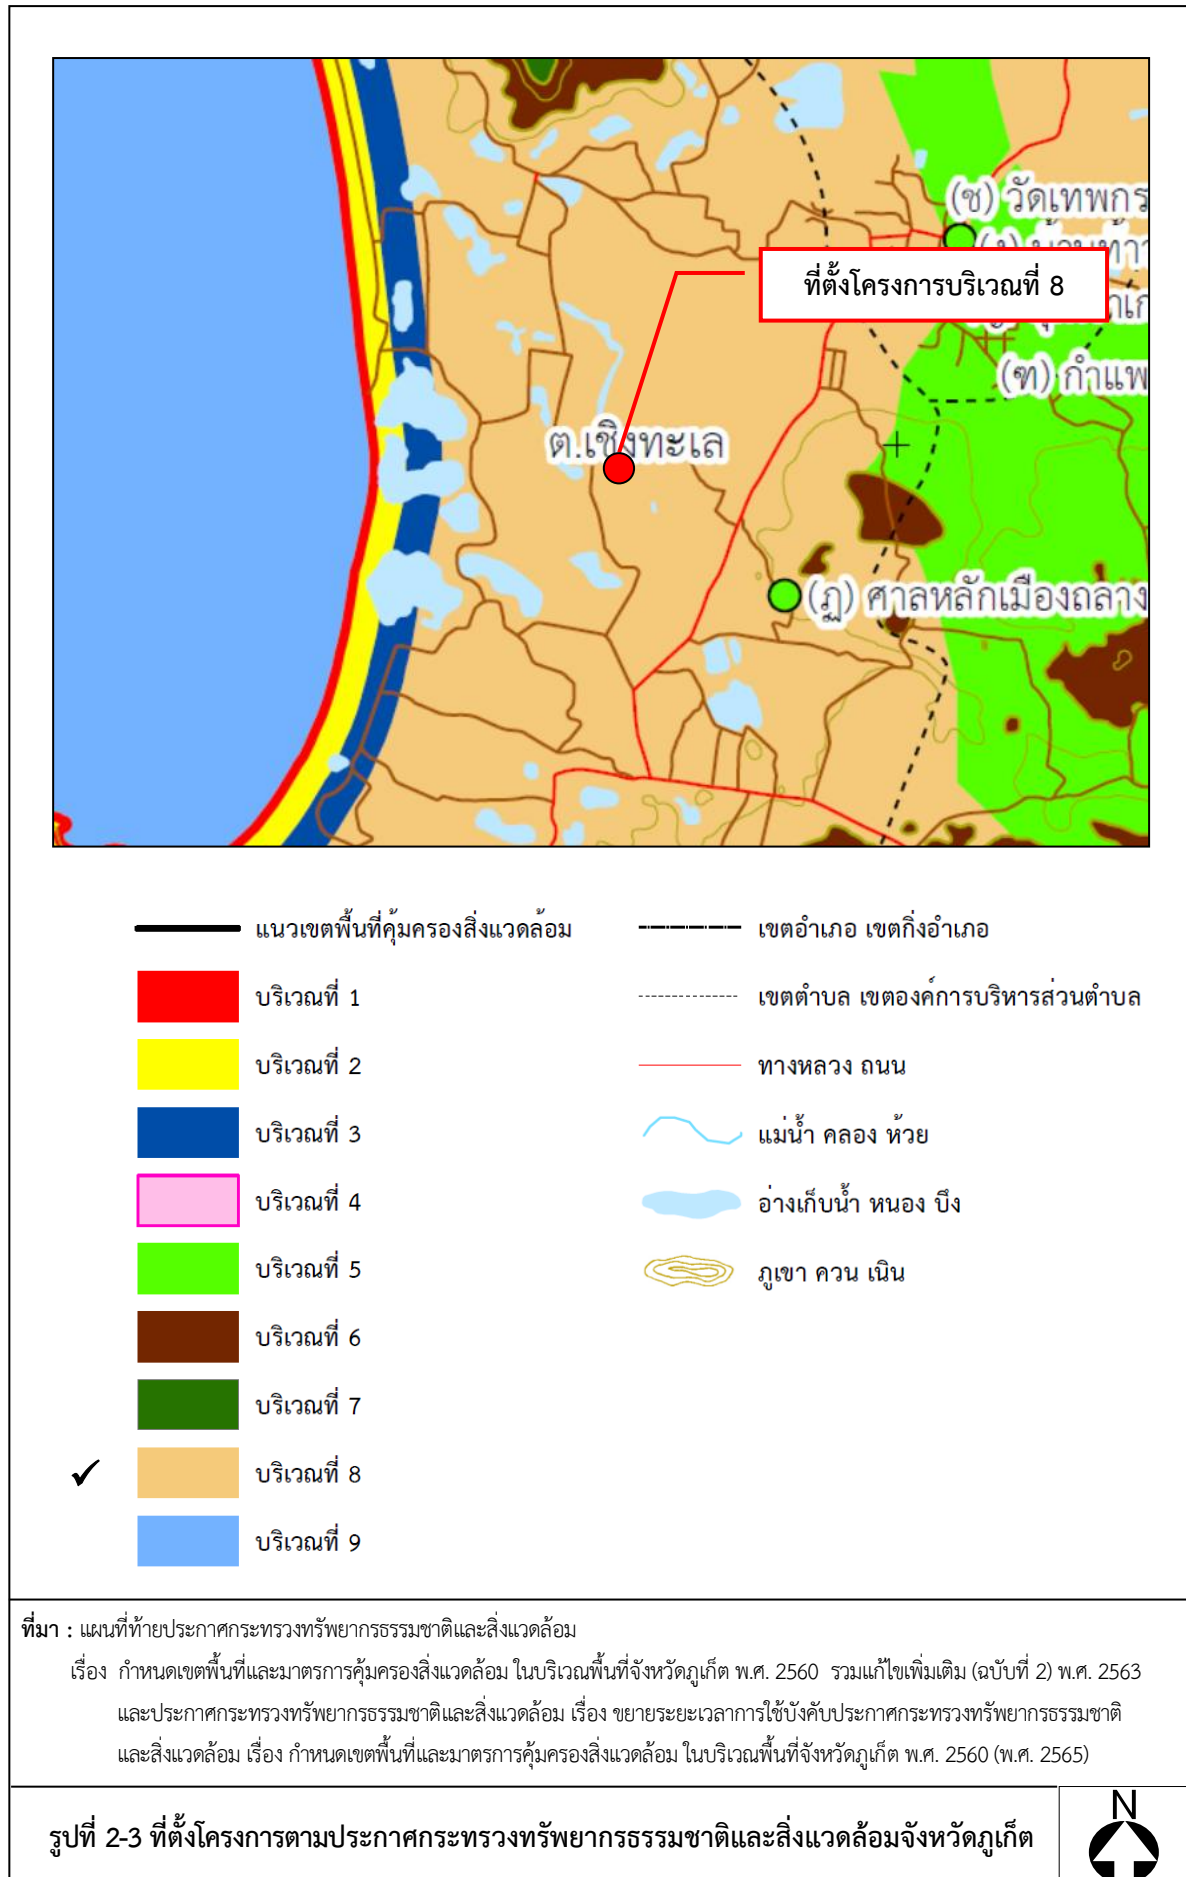 (ซ) วัดเทพกร
ที่ตั้งโครงการบริเวณที่ 8
(ฑ) กำแพ
ต.เชิงทะเล
(ฏ) ศาลหลักเมืองถลาง
แนวเขตพื้นที่คุ้มครองสิ่งแวดล้อม
บริเวณที่ 1
บริเวณที่ 2
บริเวณที่ 3
บริเวณที่ 4
บริเวณที่ 5
บริเวณที่ 6
บริเวณที่ 7
✓ บริเวณที่ 8
บริเวณที่ 9
เขตอำเภอ เขตกิ่งอำเภอ
เขตตำบล เขตองค์การบริหารส่วนตำบล
ทางหลวง ถนน
แม่น้ำ คลอง ห้วย
อ่างเก็บน้ำ หนอง บึง
ภูเขา ควน เนิน
ที่มา : แผนที่ท้ายประกาศกระทรวงทรัพยากรธรรมชาติและสิ่งแวดล้อม
เรื่อง กำหนดเขตพื้นที่และมาตรการคุ้มครองสิ่งแวดล้อม ในบริเวณพื้นที่จังหวัดภูเก็ต พ.ศ. 2560 รวมแก้ไขเพิ่มเติม (ฉบับที่ 2) พ.ศ. 2563
และประกาศกระทรวงทรัพยากรธรรมชาติและสิ่งแวดล้อม เรื่อง ขยายระยะเวลาการใช้บังคับประกาศกระทรวงทรัพยากรธรรมชาติ
และสิ่งแวดล้อม เรื่อง กำหนดเขตพื้นที่และมาตรการคุ้มครองสิ่งแวดล้อม ในบริเวณพื้นที่จังหวัดภูเก็ต พ.ศ. 2560 (พ.ศ. 2565)
รูปที่ 2-3 ที่ตั้งโครงการตามประกาศกระทรวงทรัพยากรธรรมชาติและสิ่งแวดล้อมจังหวัดภูเก็ต
N